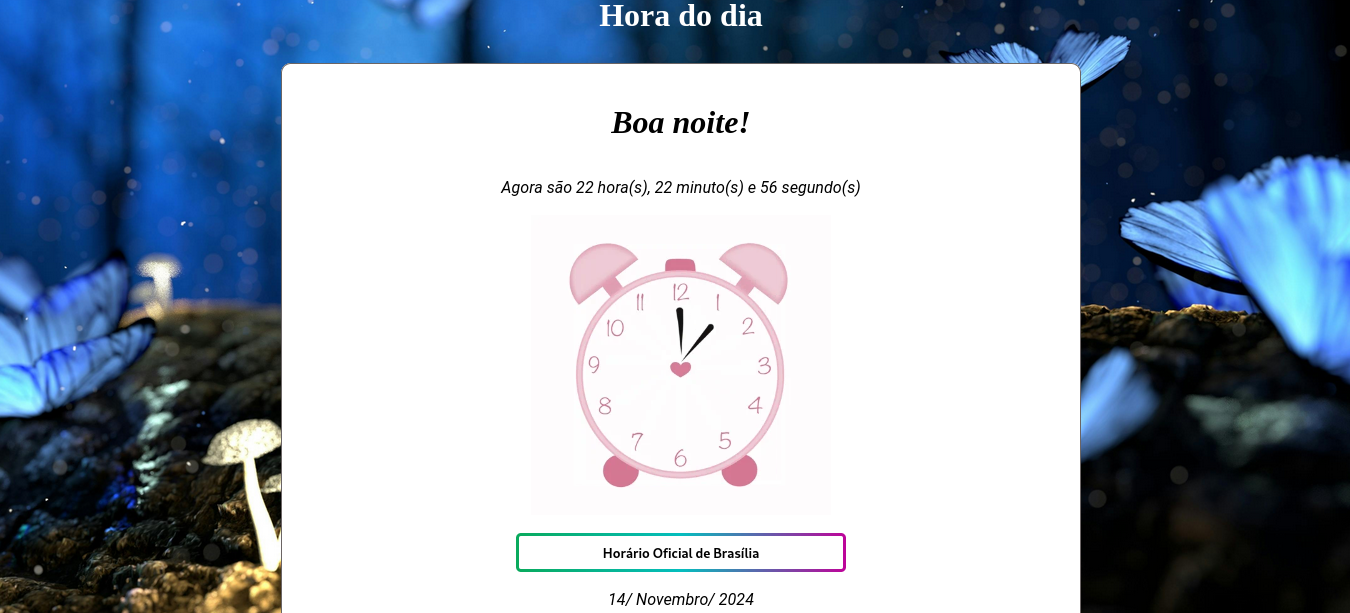 Hora do dia
Boa noite!
Agora são 22 hora(s), 22 minuto(s) e 56 segundo(s)
12
11 1
10 2
9 3
8 4
7 5
6
Horário Oficial de Brasília
14/ Novembro/ 2024